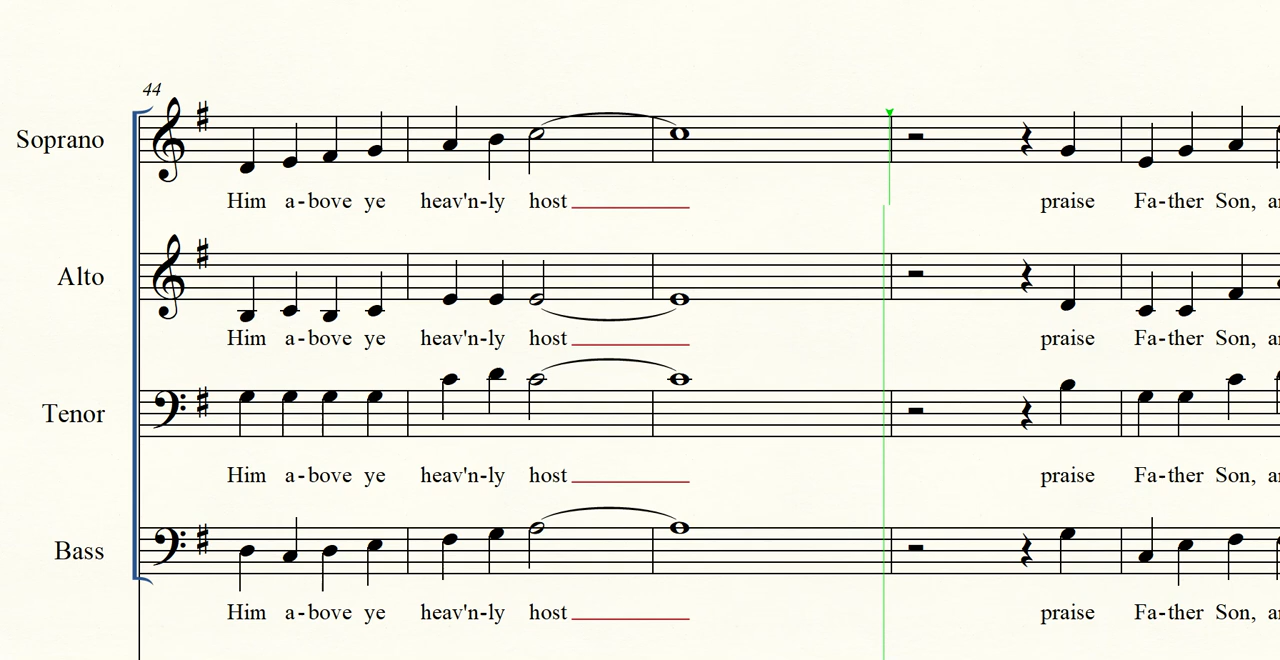 44
Soprano
Him a-bove ye heav'n-ly host praise Fa-ther Son,
Alto
Him a-bove ye heav'n-ly host praise Fa-ther Son,
Tenor
Him a-bove ye heav'n-ly host praise Fa-ther Son,
Bass
Him a-bove ye heav'n-ly host praise Fa-ther Son,